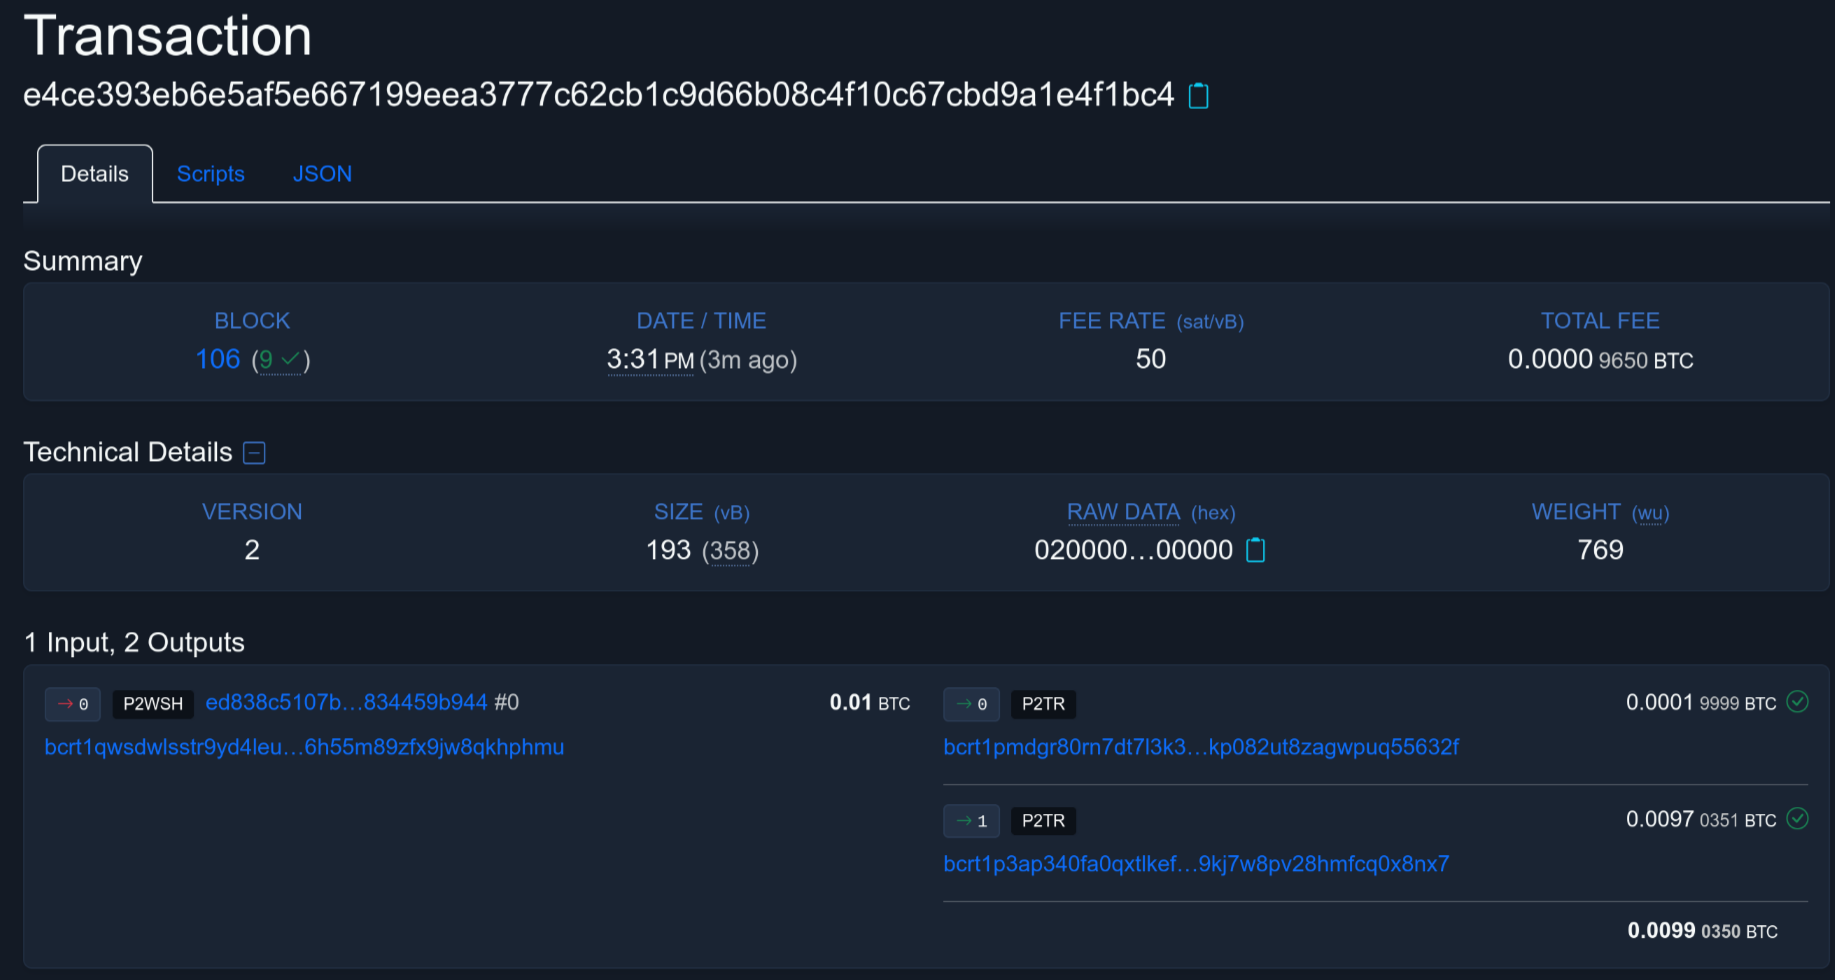 Transaction
e4ce393eb6e5af5e667199eea3777c62cb1c9d66b08c4f10c67cbd9a1e4f1bc4
Details Scripts JSON
Summary
BLOCK DATE / TIME FEE RATE (sat/vB) TOTAL FEE
106 (9 ✓) 3:31 PM (3m ago) 50 0.0000 9650 BTC
Technical Details
VERSION SIZE (vB) RAW DATA (hex) WEIGHT (wu)
2 193 (358) 020000…00000 769
1 Input, 2 Outputs
→ 0 P2WSH ed838c5107b…834459b944 #0 0.01 BTC
bcrt1qwsdwlsstr9yd4leu…6h55m89zfx9jw8qkhphmu
→ 0 P2TR 0.0001 9999 BTC
bcrt1pmdgr80rn7dt7l3k3…kp082ut8zagwpuq55632f
→ 1 P2TR 0.0097 0351 BTC
bcrt1p3ap340fa0qxtlkef…9kj7w8pv28hmfcq0x8nx7
0.0099 0350 BTC